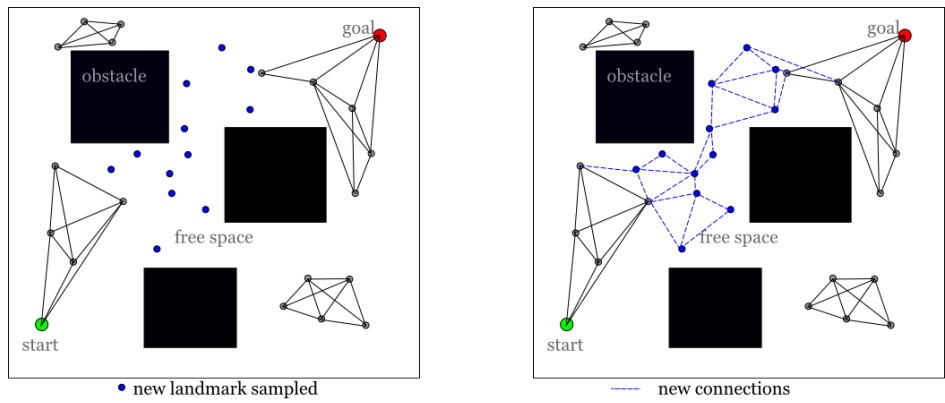 goal
obstacle
free space
start
new landmark sampled
goal
obstacle
free space
start
new connections